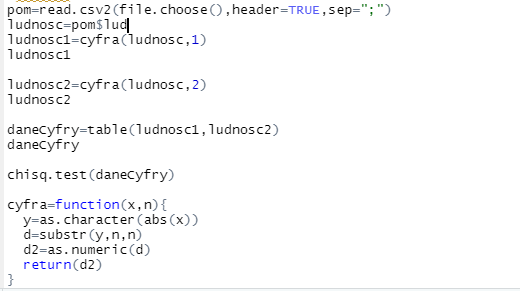 pom=read.csv2(file.choose(),header=TRUE,sep=";")
ludnosc=pom$lud
ludnosc1=cyfra(ludnosc,1)
ludnosc1
ludnosc2=cyfra(ludnosc,2)
ludnosc2
daneCyfry=table(ludnosc1,ludnosc2)
daneCyfry
chisq.test(daneCyfry)
cyfra=function(x,n){
  y=as.character(abs(x))
  d=substr(y,n,n)
  d2=as.numeric(d)
  return(d2)
}